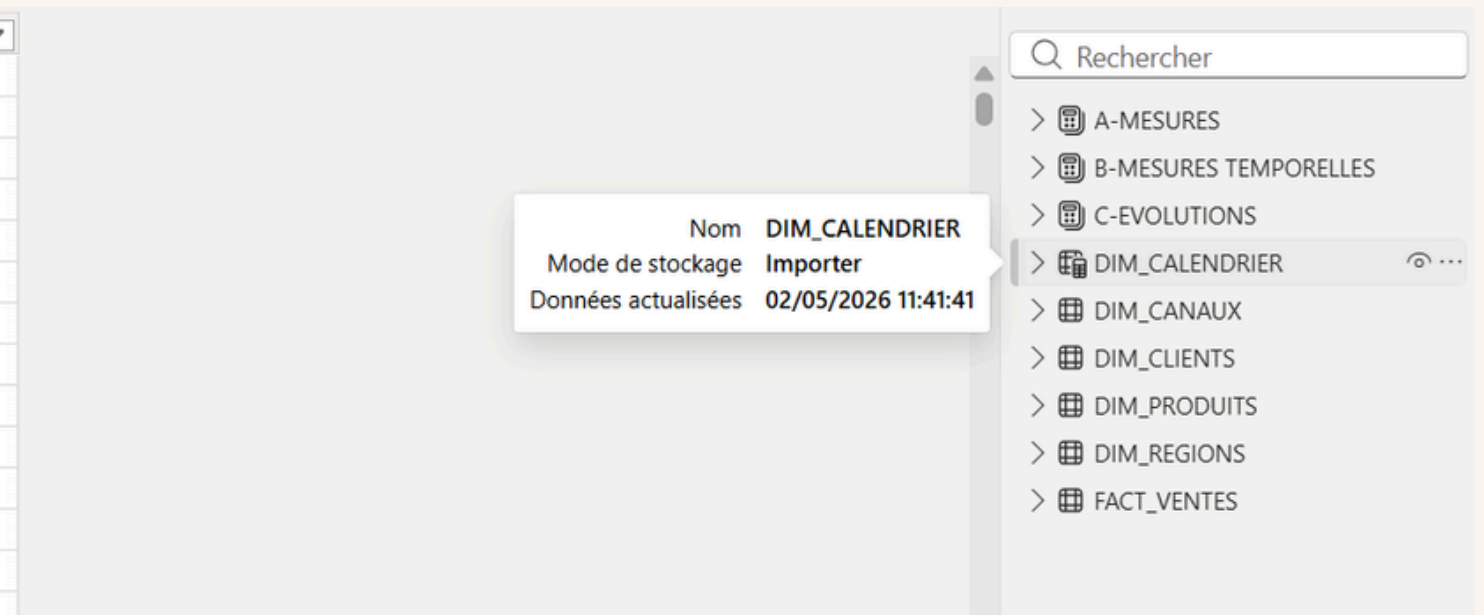 Rechercher
A-MESURES
B-MESURES TEMPORELLES
C-EVOLUTIONS
Nom DIM_CALENDRIER
Mode de stockage Importer
Données actualisées 02/05/2026 11:41:41
DIM_CALENDRIER
DIM_CANAUX
DIM_CLIENTS
DIM_PRODUITS
DIM_REGIONS
FACT_VENTES